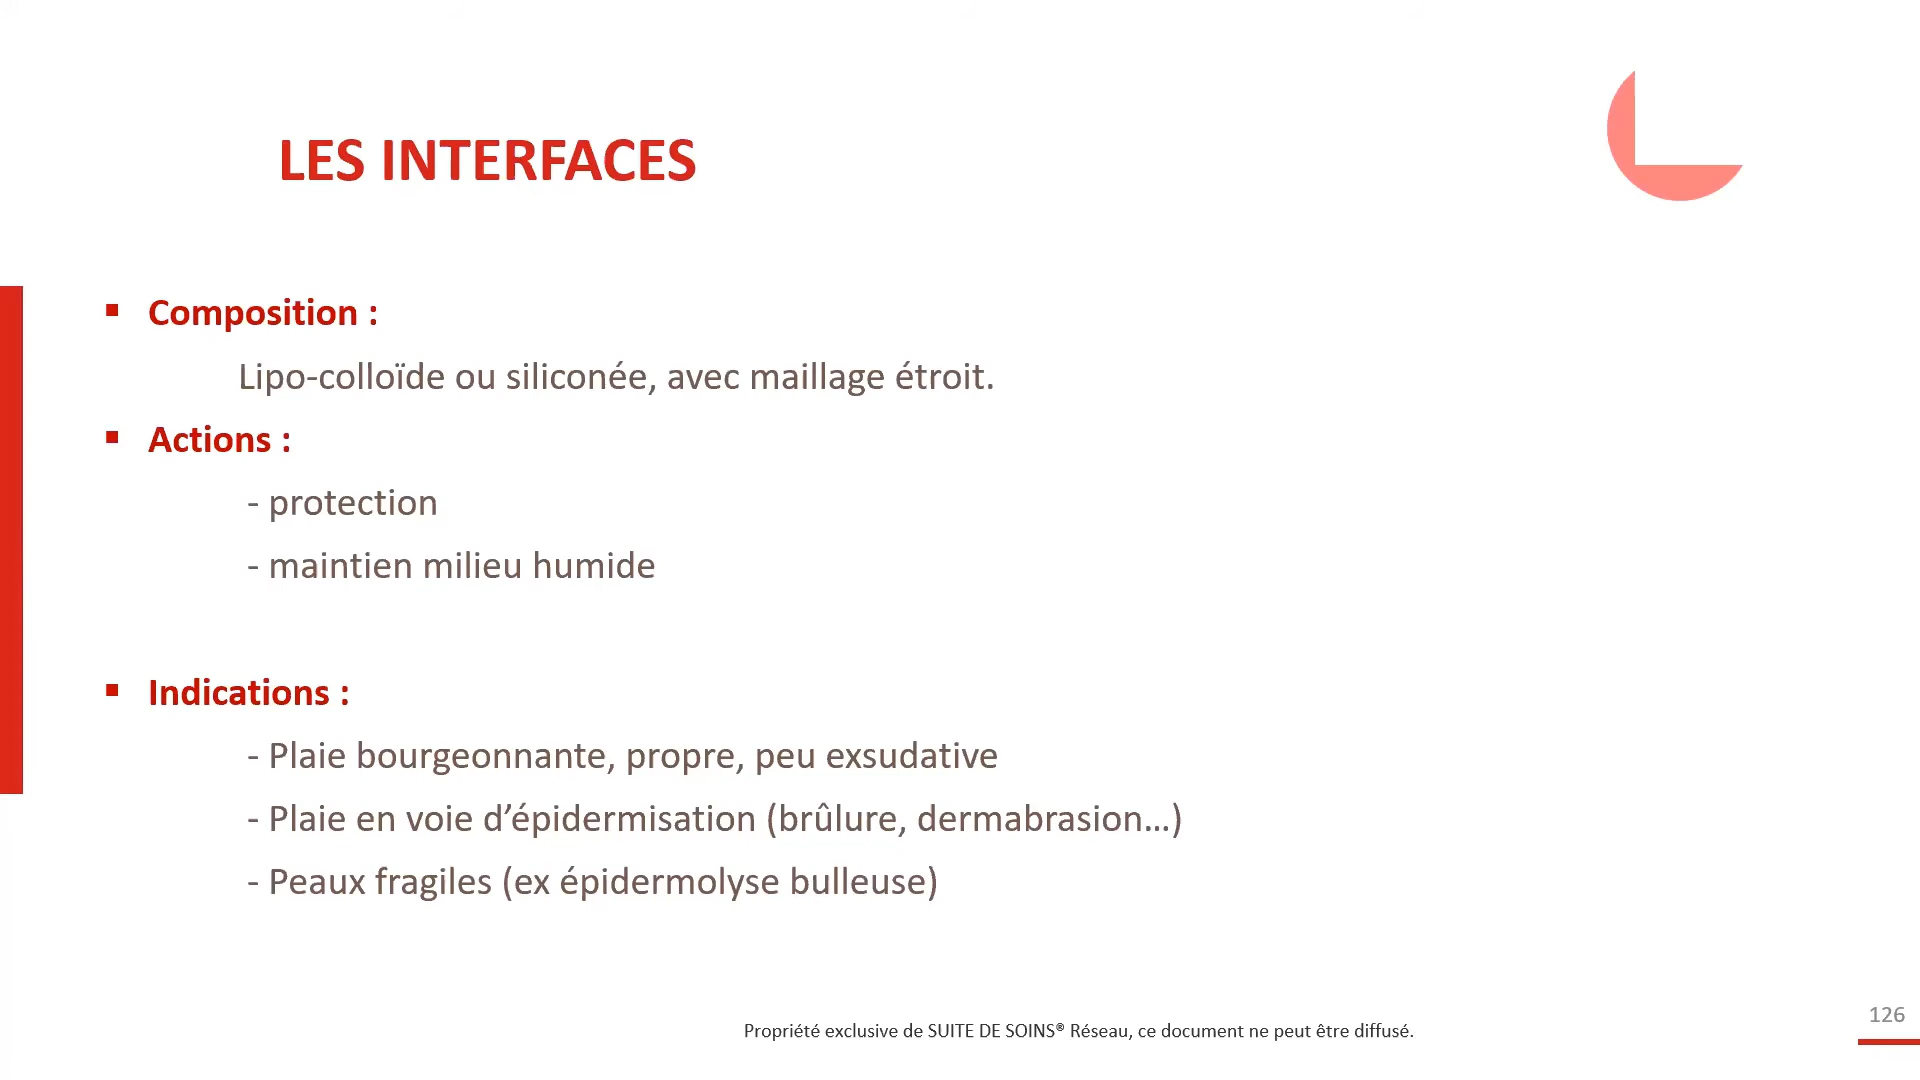 LES INTERFACES
▪ Composition :
Lipo-colloïde ou siliconée, avec maillage étroit.
▪ Actions :
- protection
- maintien milieu humide
▪ Indications :
- Plaie bourgeonnante, propre, peu exsudative
- Plaie en voie d’épidermisation (brûlure, dermabrasion…)
- Peaux fragiles (ex épidermolyse bulleuse)
Propriété exclusive de SUITE DE SOINS® Réseau, ce document ne peut être diffusé.
126